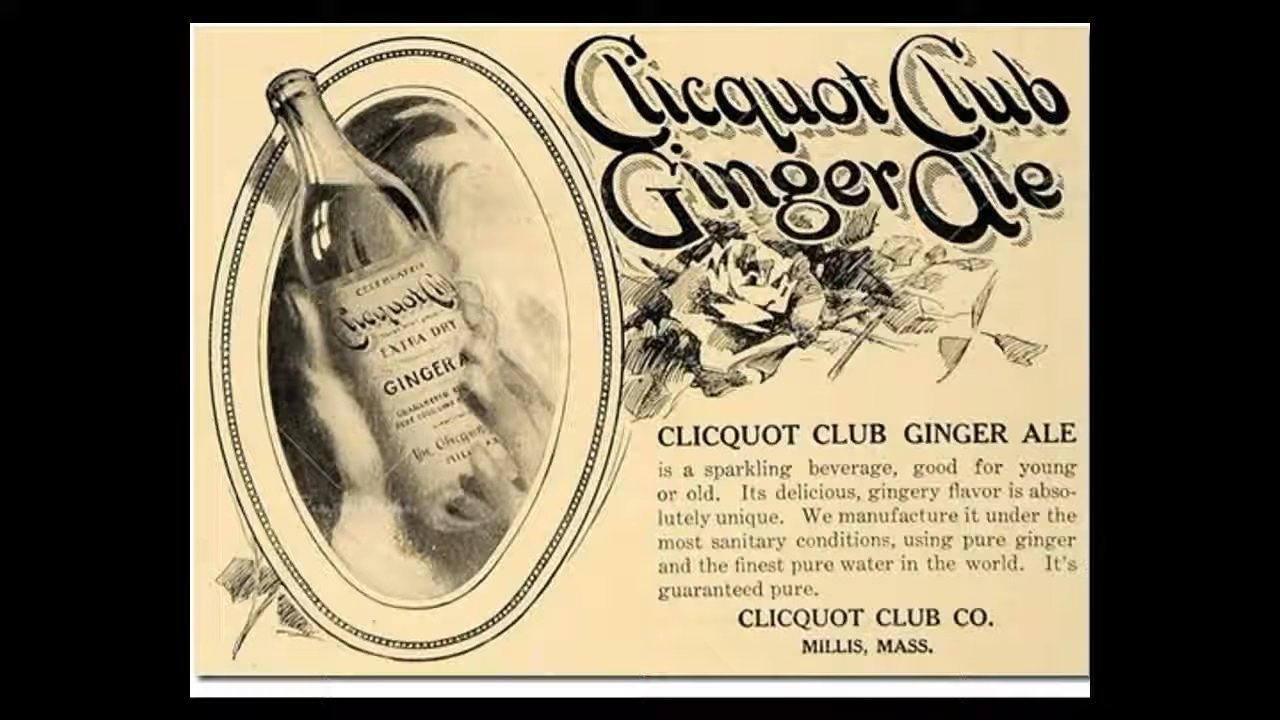 Clicquot Club
Ginger Ale
CELEBRATED
Clicquot Club
EXTRA DRY
GINGER A
CLICQUOT CLUB GINGER ALE
is a sparkling beverage, good for young
or old. Its delicious, gingery flavor is abso-
lutely unique. We manufacture it under the
most sanitary conditions, using pure ginger
and the finest pure water in the world. It's
guaranteed pure.
CLICQUOT CLUB CO.
MILLIS, MASS.